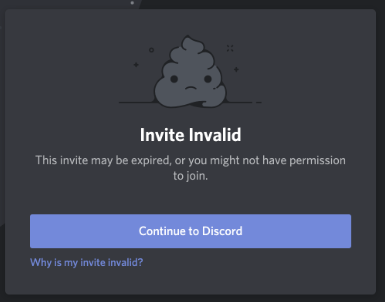 Invite Invalid
This invite may be expired, or you might not have permission
to join.
Continue to Discord
Why is my invite invalid?